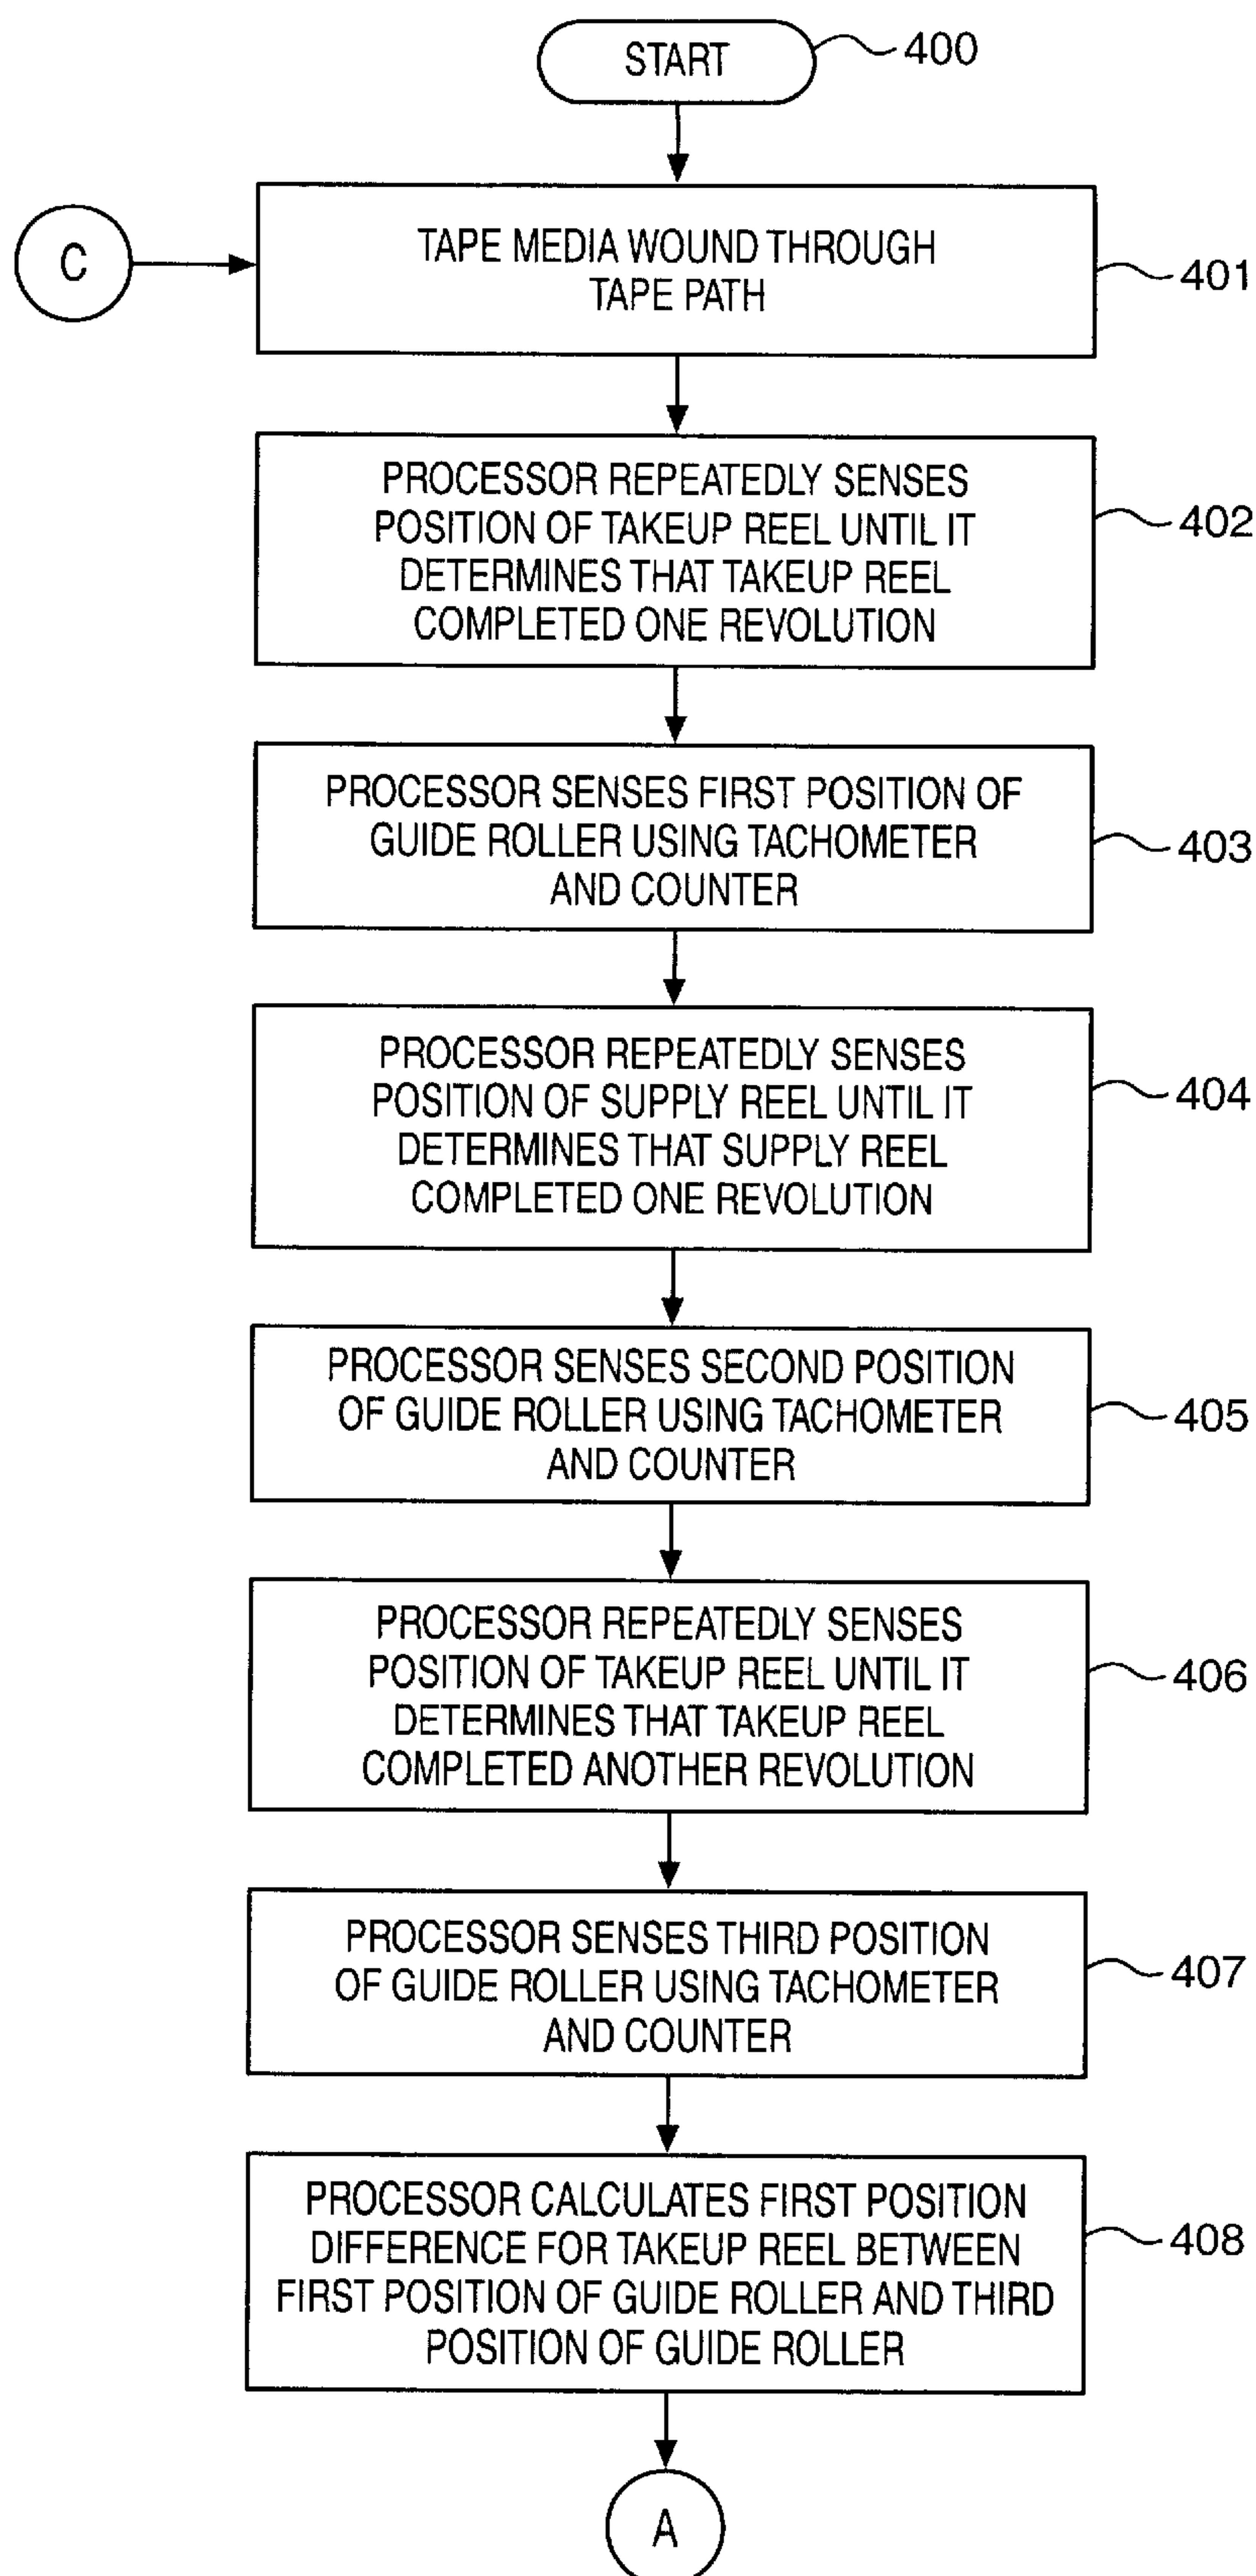 START
400
C
TAPE MEDIA WOUND THROUGH
TAPE PATH
401
PROCESSOR REPEATEDLY SENSES
POSITION OF TAKEUP REEL UNTIL IT
DETERMINES THAT TAKEUP REEL
COMPLETED ONE REVOLUTION
402
PROCESSOR SENSES FIRST POSITION OF
GUIDE ROLLER USING TACHOMETER
AND COUNTER
403
PROCESSOR REPEATEDLY SENSES
POSITION OF SUPPLY REEL UNTIL IT
DETERMINES THAT SUPPLY REEL
COMPLETED ONE REVOLUTION
404
PROCESSOR SENSES SECOND POSITION
OF GUIDE ROLLER USING TACHOMETER
AND COUNTER
405
PROCESSOR REPEATEDLY SENSES
POSITION OF TAKEUP REEL UNTIL IT
DETERMINES THAT TAKEUP REEL
COMPLETED ANOTHER REVOLUTION
406
PROCESSOR SENSES THIRD POSITION
OF GUIDE ROLLER USING TACHOMETER
AND COUNTER
407
PROCESSOR CALCULATES FIRST POSITION
DIFFERENCE FOR TAKEUP REEL BETWEEN
FIRST POSITION OF GUIDE ROLLER AND THIRD
POSITION OF GUIDE ROLLER
408
A